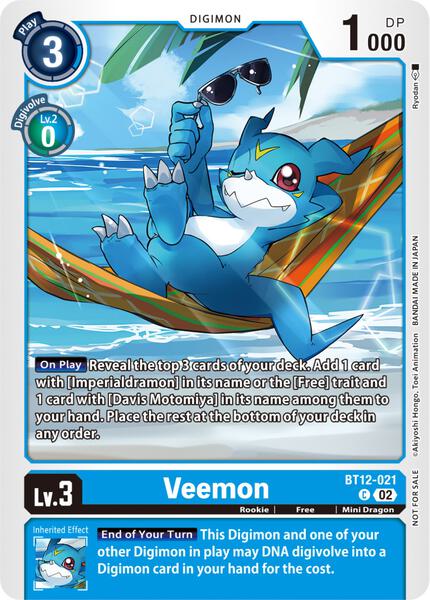 Play
3
DIGIMON
1000
DP
Digivolve
Lv.2
0
Ryodan
On Play Reveal the top 3 cards of your deck. Add 1 card
with [Imperialdramon] in its name or the [Free] trait and
1 card with [Davis Motomiya] in its name among them to
your hand. Place the rest at the bottom of your deck in
any order.
©Akiyoshi Hongo, Toei Animation BANDAI MADE IN JAPAN
NOT FOR SALE
Lv.3
Veemon
BT12-021
C 02
Rookie | Free | Mini Dragon
Inherited Effect
End of Your Turn This Digimon and one of your
other Digimon in play may DNA digivolve into a
Digimon card in your hand for the cost.